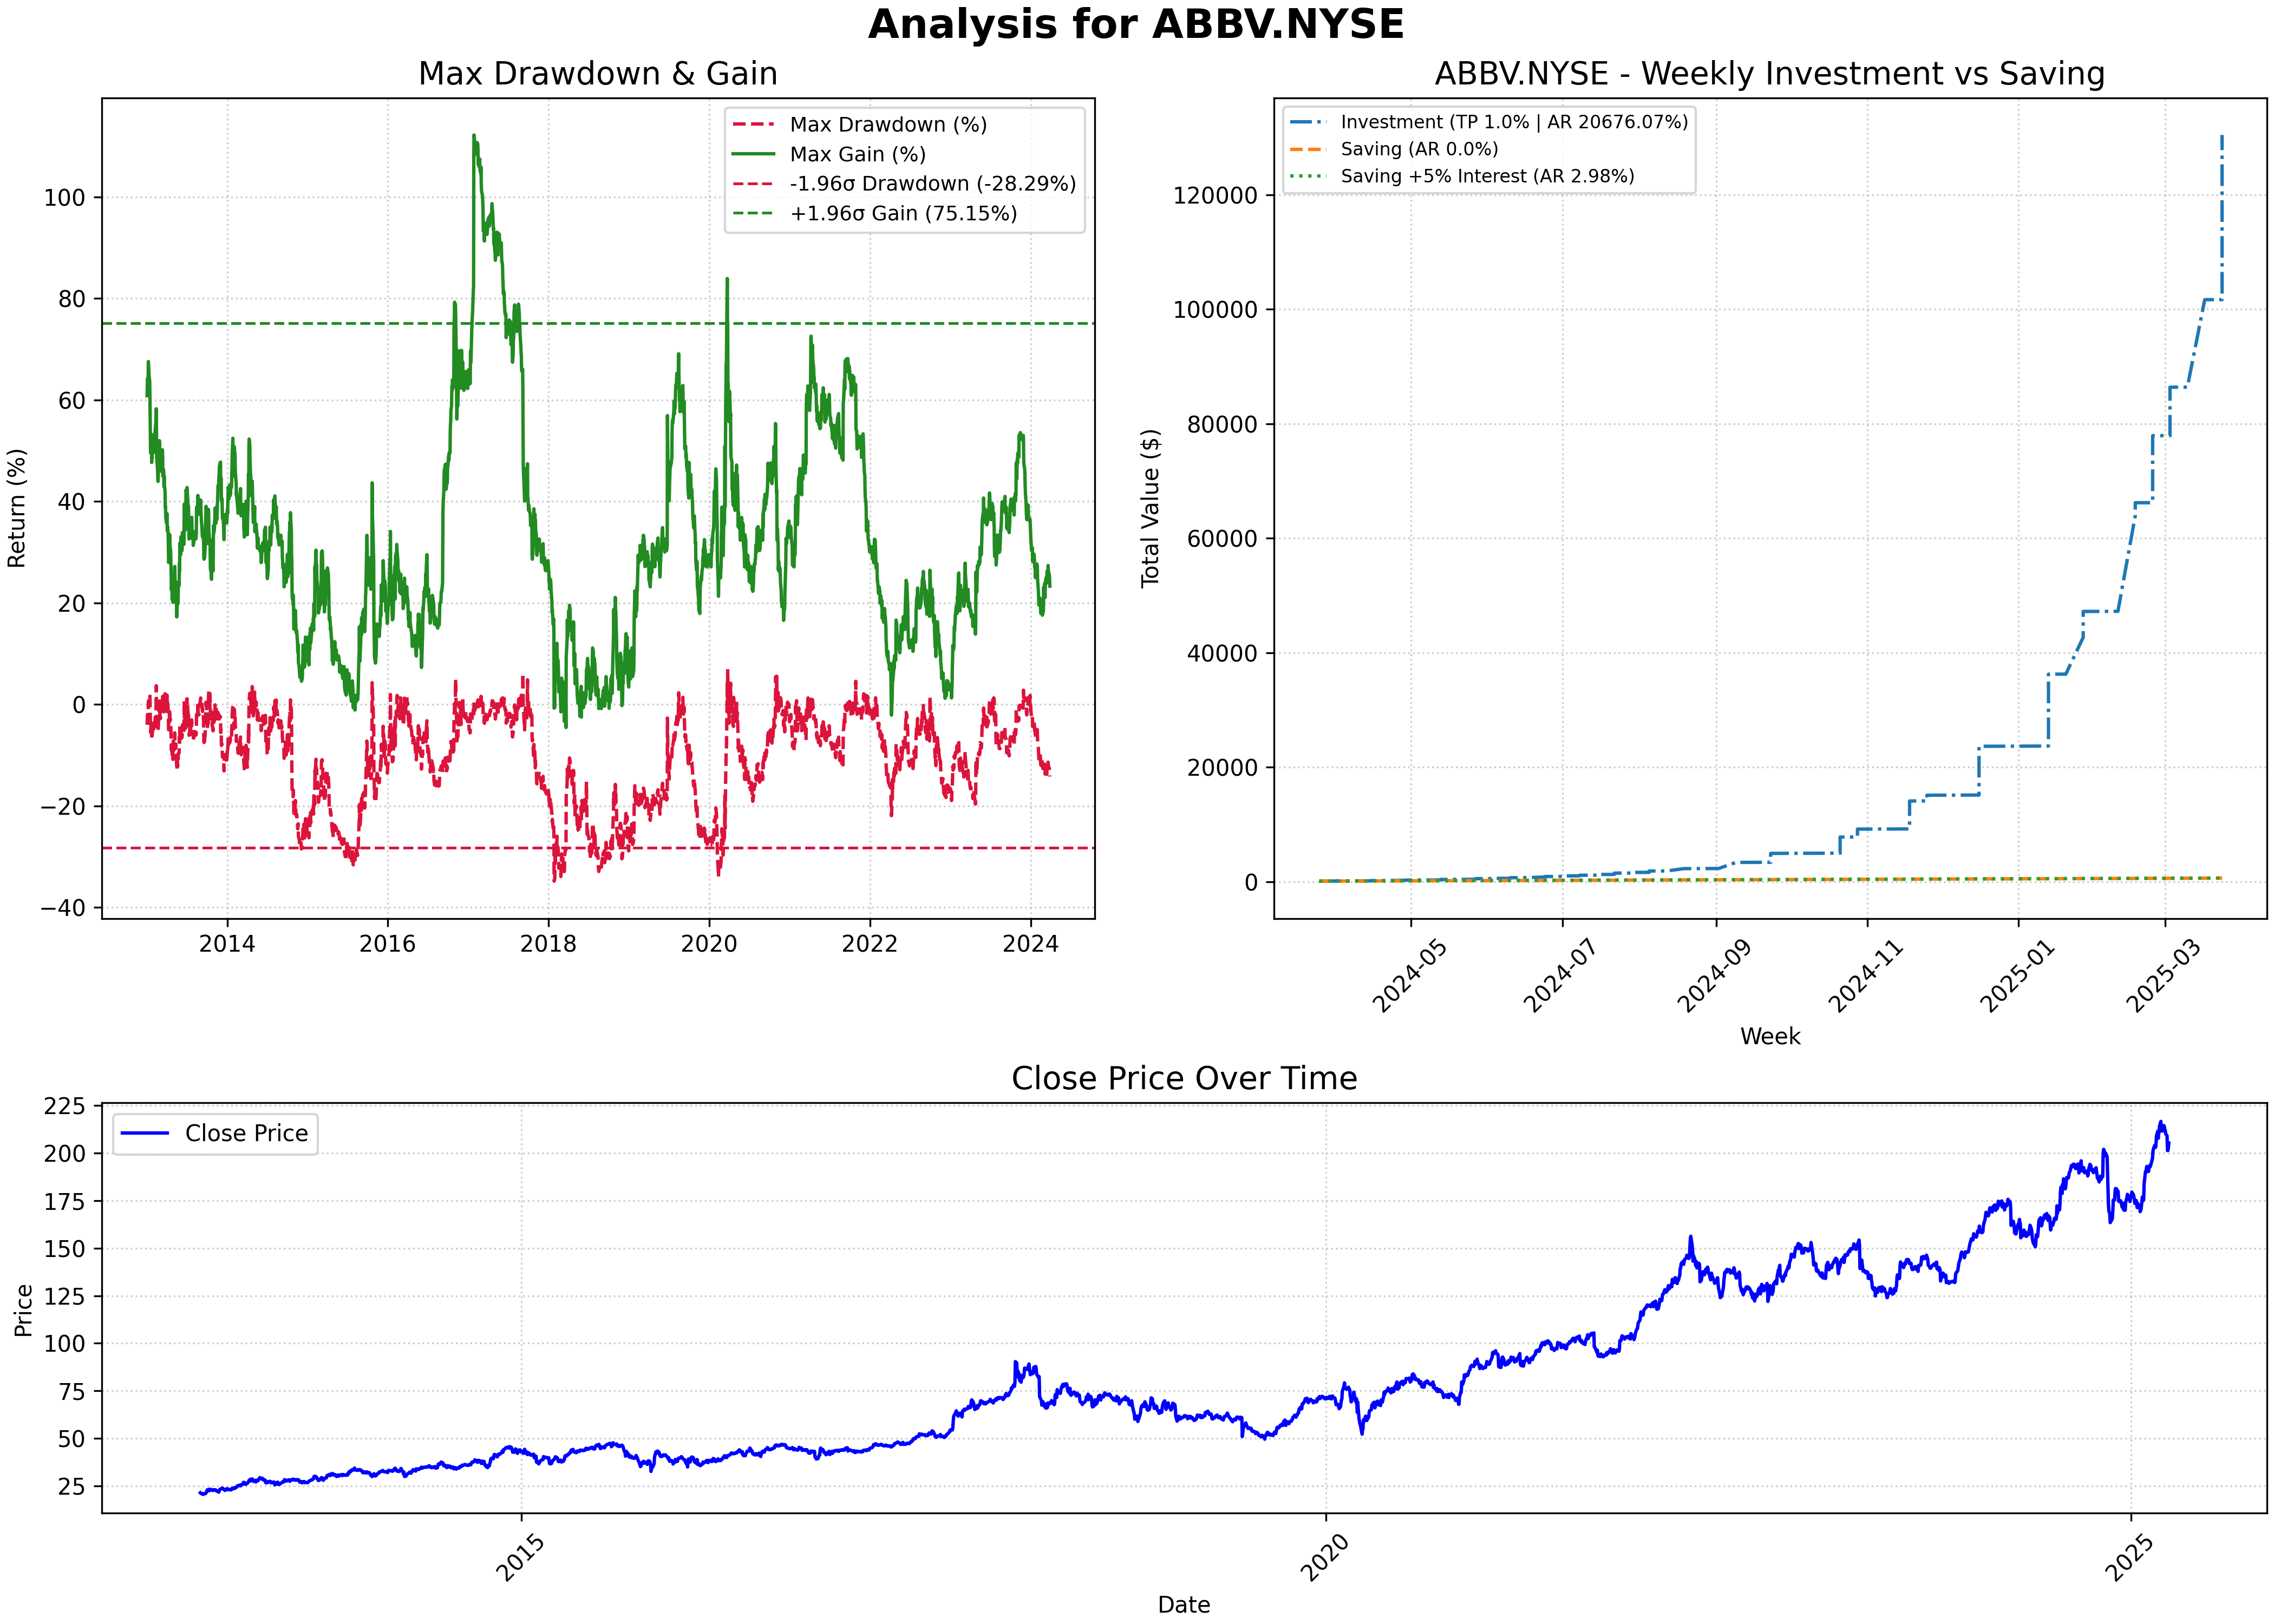 Analysis for ABBV.NYSE
Max Drawdown & Gain
Return (%)
100
80
60
40
20
0
−20
−40
2014
2016
2018
2020
2022
2024
Max Drawdown (%)
Max Gain (%)
-1.96σ Drawdown (-28.29%)
+1.96σ Gain (75.15%)
ABBV.NYSE - Weekly Investment vs Saving
Total Value ($)
120000
100000
80000
60000
40000
20000
0
Investment (TP 1.0% | AR 20676.07%)
Saving (AR 0.0%)
Saving +5% Interest (AR 2.98%)
2024-05
2024-07
2024-09
2024-11
2025-01
2025-03
Week
Close Price Over Time
Price
225
200
175
150
125
100
75
50
25
Close Price
2015
2020
2025
Date